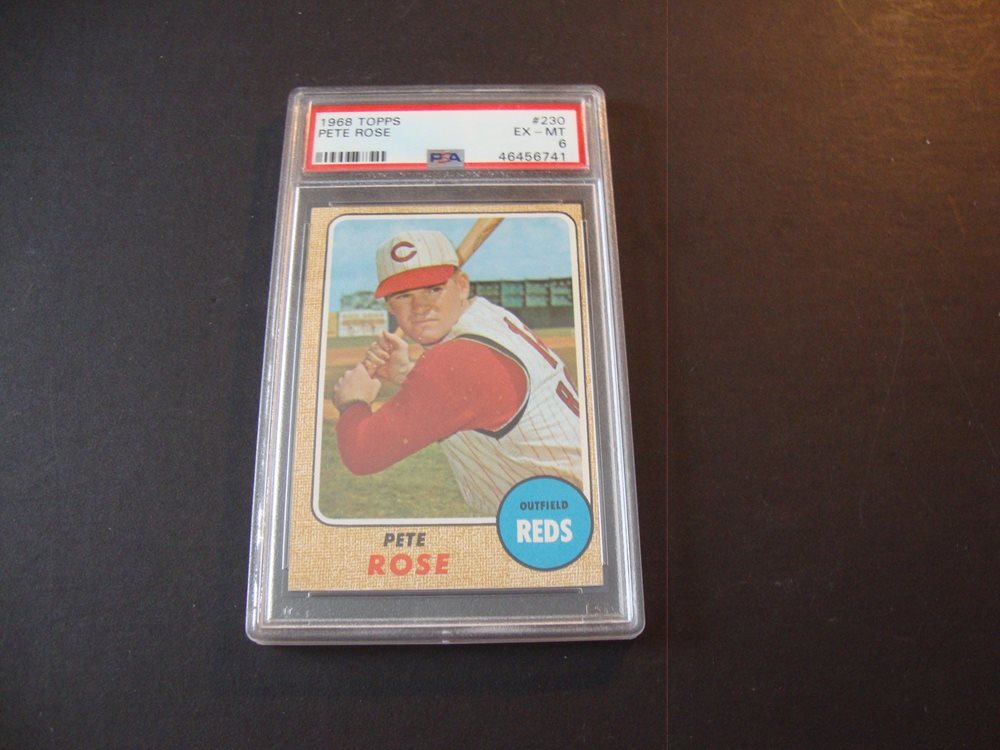 1968 TOPPS #230
PETE ROSE EX - MT
6
PSA 46456741
C
OUTFIELD
REDS
PETE
ROSE